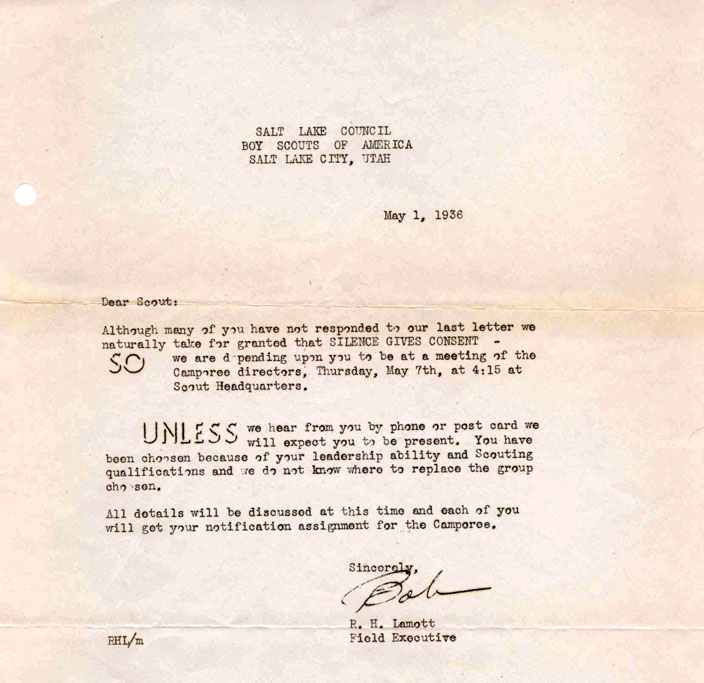 SALT LAKE COUNCIL
BOY SCOUTS OF AMERICA
SALT LAKE CITY, UTAH
May 1, 1936
Dear Scout:
Although many of you have not responded to our last letter we
naturally take for granted that SILENCE GIVES CONSENT -
SO we are depending upon you to be at a meeting of the
Camporee directors, Thursday, May 7th, at 4:15 at
Scout Headquarters.
UNLESS we hear from you by phone or post card we
will expect you to be present. You have
been choosen because of your leadership ability and Scouting
qualifications and we do not know where to replace the group
choosen.
All details will be discussed at this time and each of you
will get your notification assignment for the Camporee.
Sincerely,
Bob
R. H. Lamott
Field Executive
RHL/m